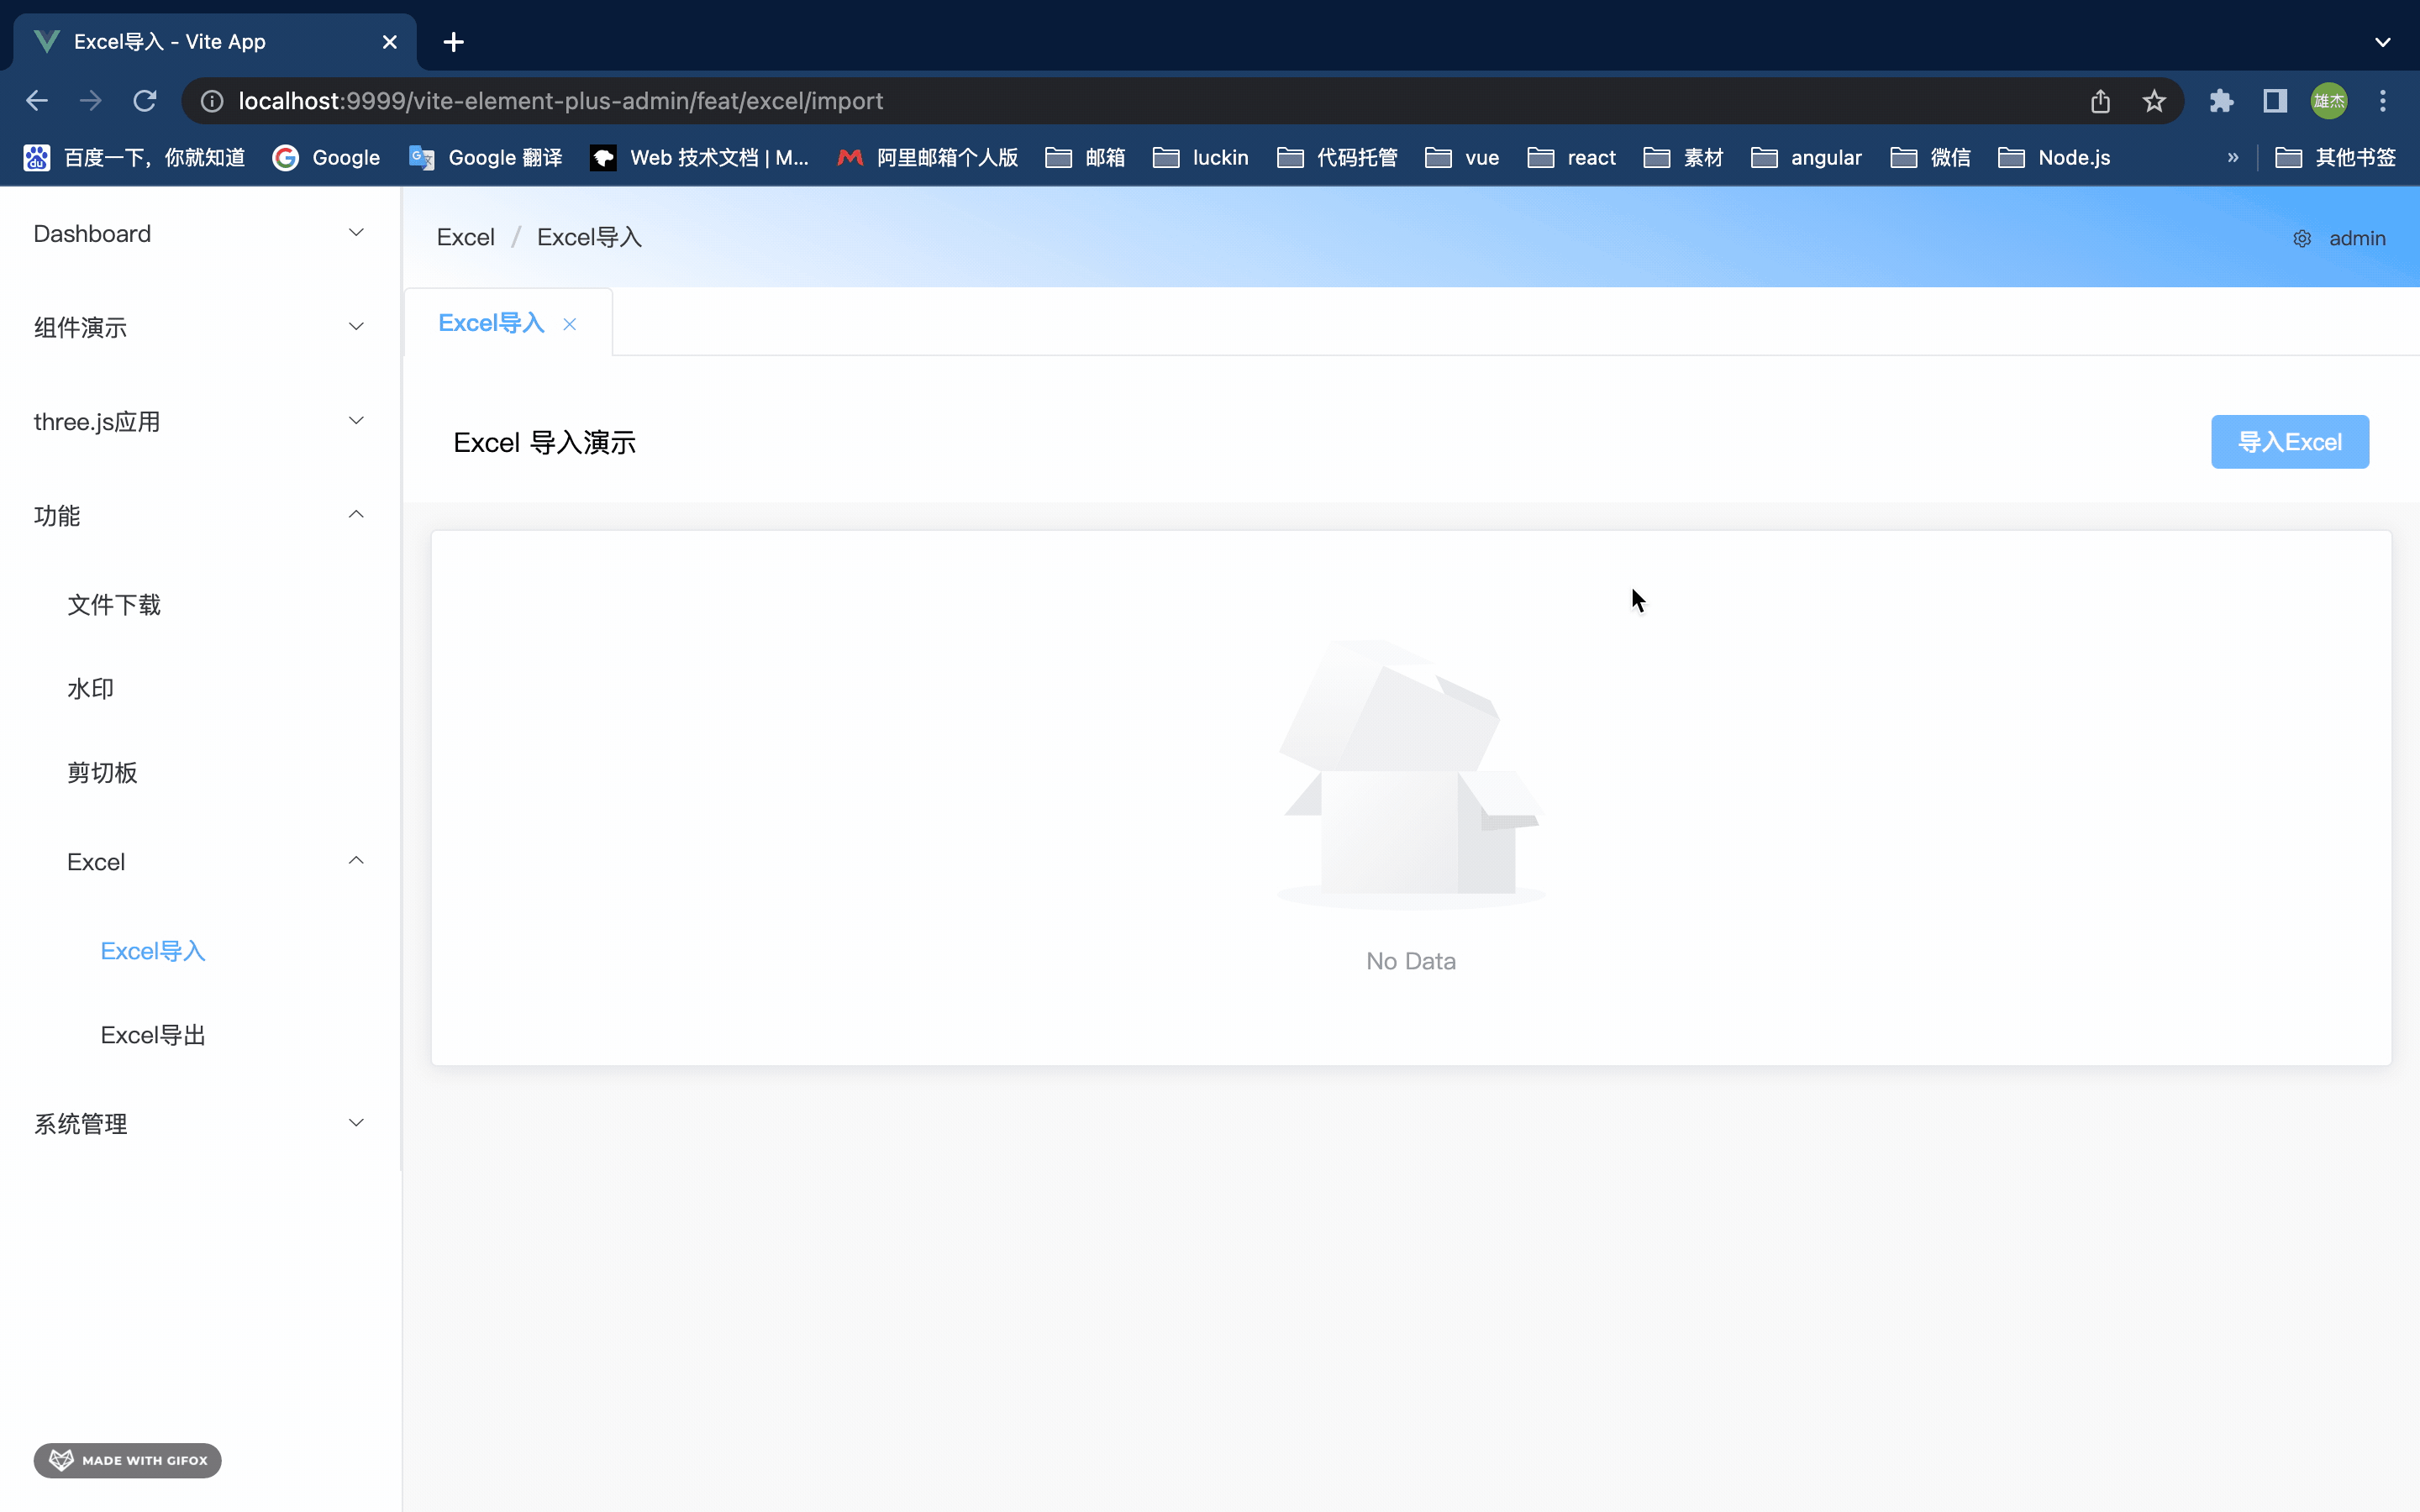 Excel导入 - Vite App
localhost:9999/vite-element-plus-admin/feat/excel/import
雄杰
百度一下，你就知道 Google Google 翻译 Web 技术文档 | M... 阿里邮箱个人版 邮箱 luckin 代码托管 vue react 素材 angular 微信 Node.js » 其他书签
Dashboard
组件演示
three.js应用
功能
文件下载
水印
剪切板
Excel
Excel导入
Excel导出
系统管理
MADE WITH GIFOX
Excel / Excel导入
admin
Excel导入
Excel 导入演示
导入Excel
No Data